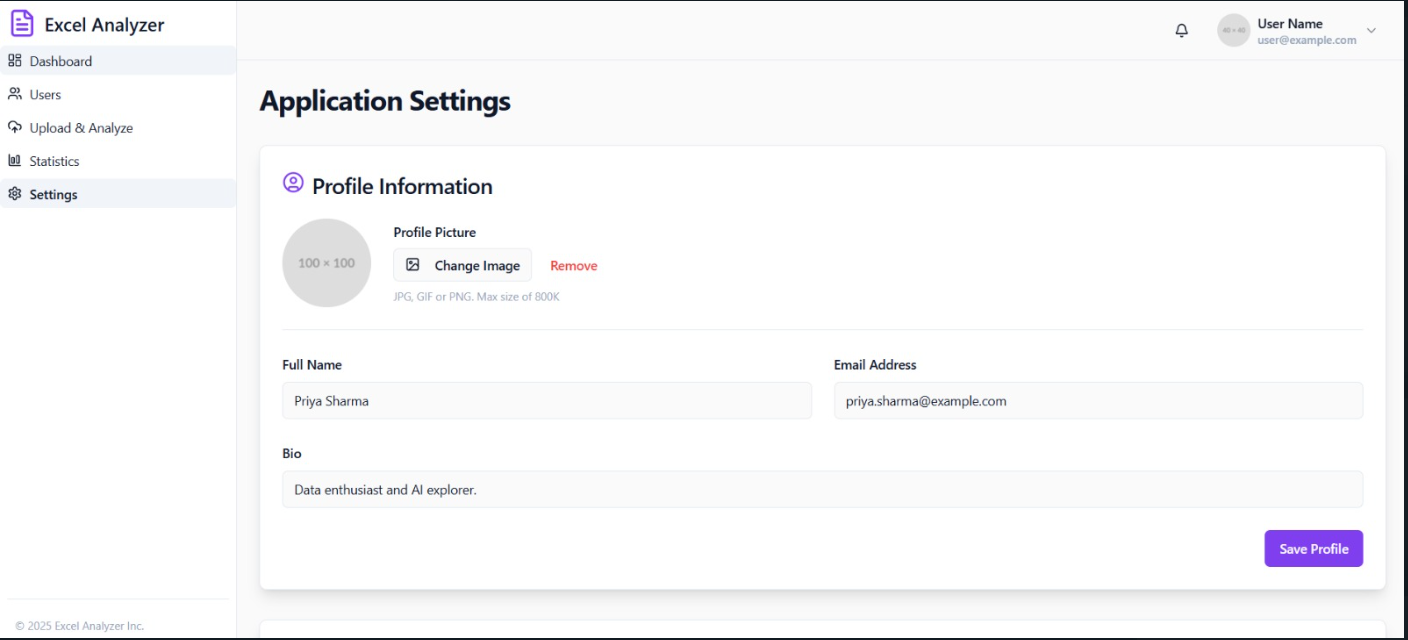 Excel Analyzer
Dashboard
Users
Upload & Analyze
Statistics
Settings
© 2025 Excel Analyzer Inc.
40 × 40
User Name
user@example.com
Application Settings
Profile Information
100 × 100
Profile Picture
Change Image
Remove
JPG, GIF or PNG. Max size of 800K
Full Name
Priya Sharma
Email Address
priya.sharma@example.com
Bio
Data enthusiast and AI explorer.
Save Profile